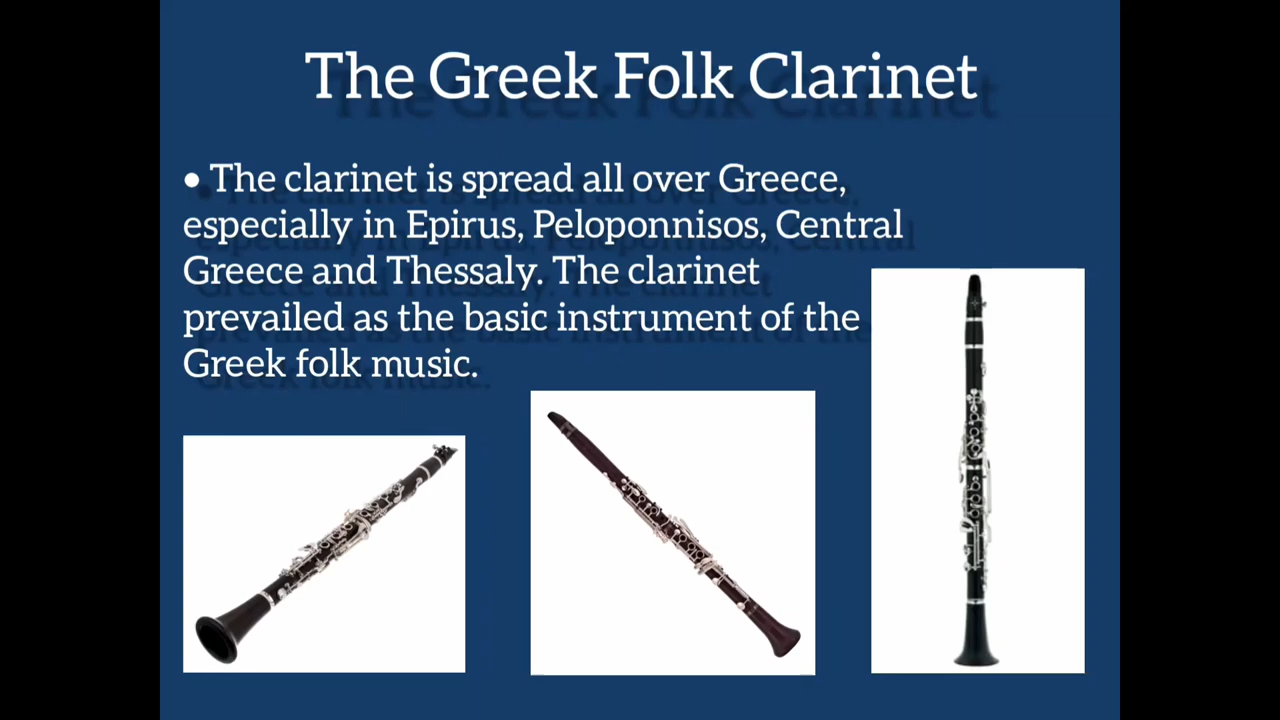 The Greek Folk Clarinet
• The clarinet is spread all over Greece,
especially in Epirus, Peloponnisos, Central
Greece and Thessaly. The clarinet
prevailed as the basic instrument of the
Greek folk music.